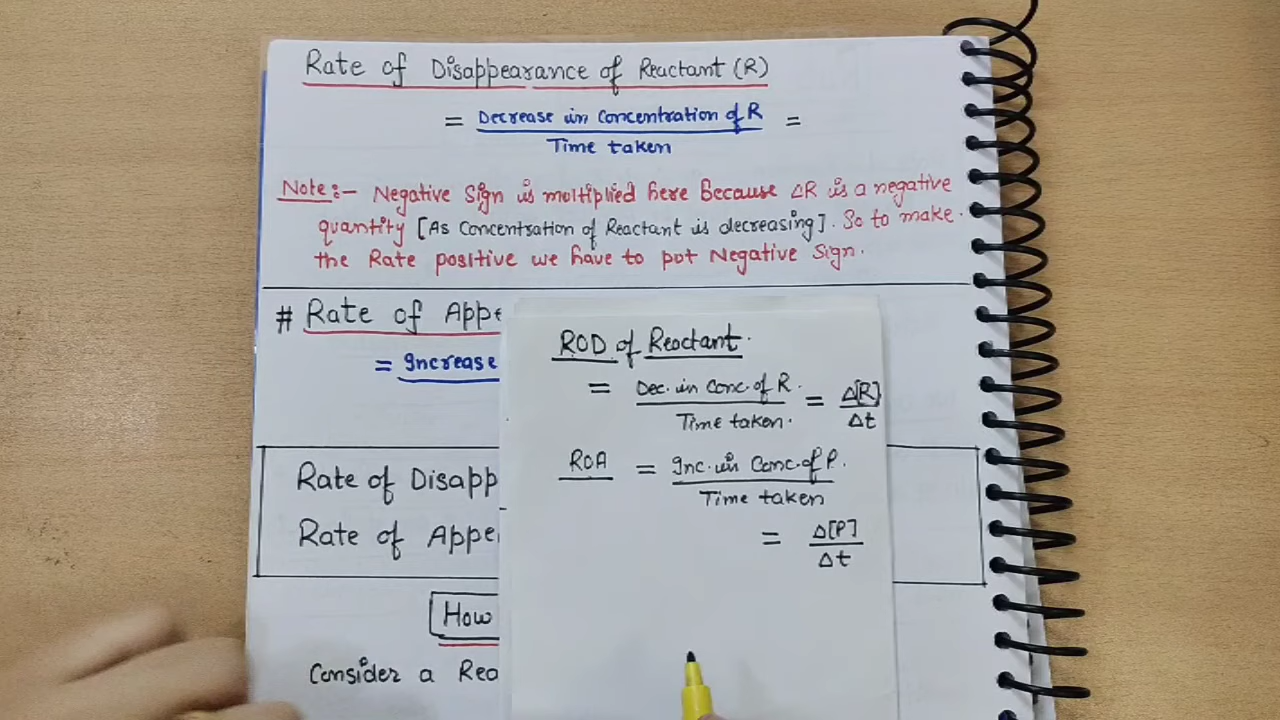 Rate of Disappearance of Reactant (R)
= Decrease in Concentration of R =
Time taken
Note:- Negative Sign is multiplied here Because ΔR is a negative
quantity [As Concentration of Reactant is decreasing]. So to make
the Rate positive we have to put Negative Sign.
# Rate of Appe
= Increase
Rate of Disapp
Rate of Appe
How
Consider a Rea
ROD of Reactant.
= Dec. in Conc. of R. = Δ[R]
Time taken. Δt
ROA = Inc. in Conc. of P.
Time taken
= Δ[P]
Δt